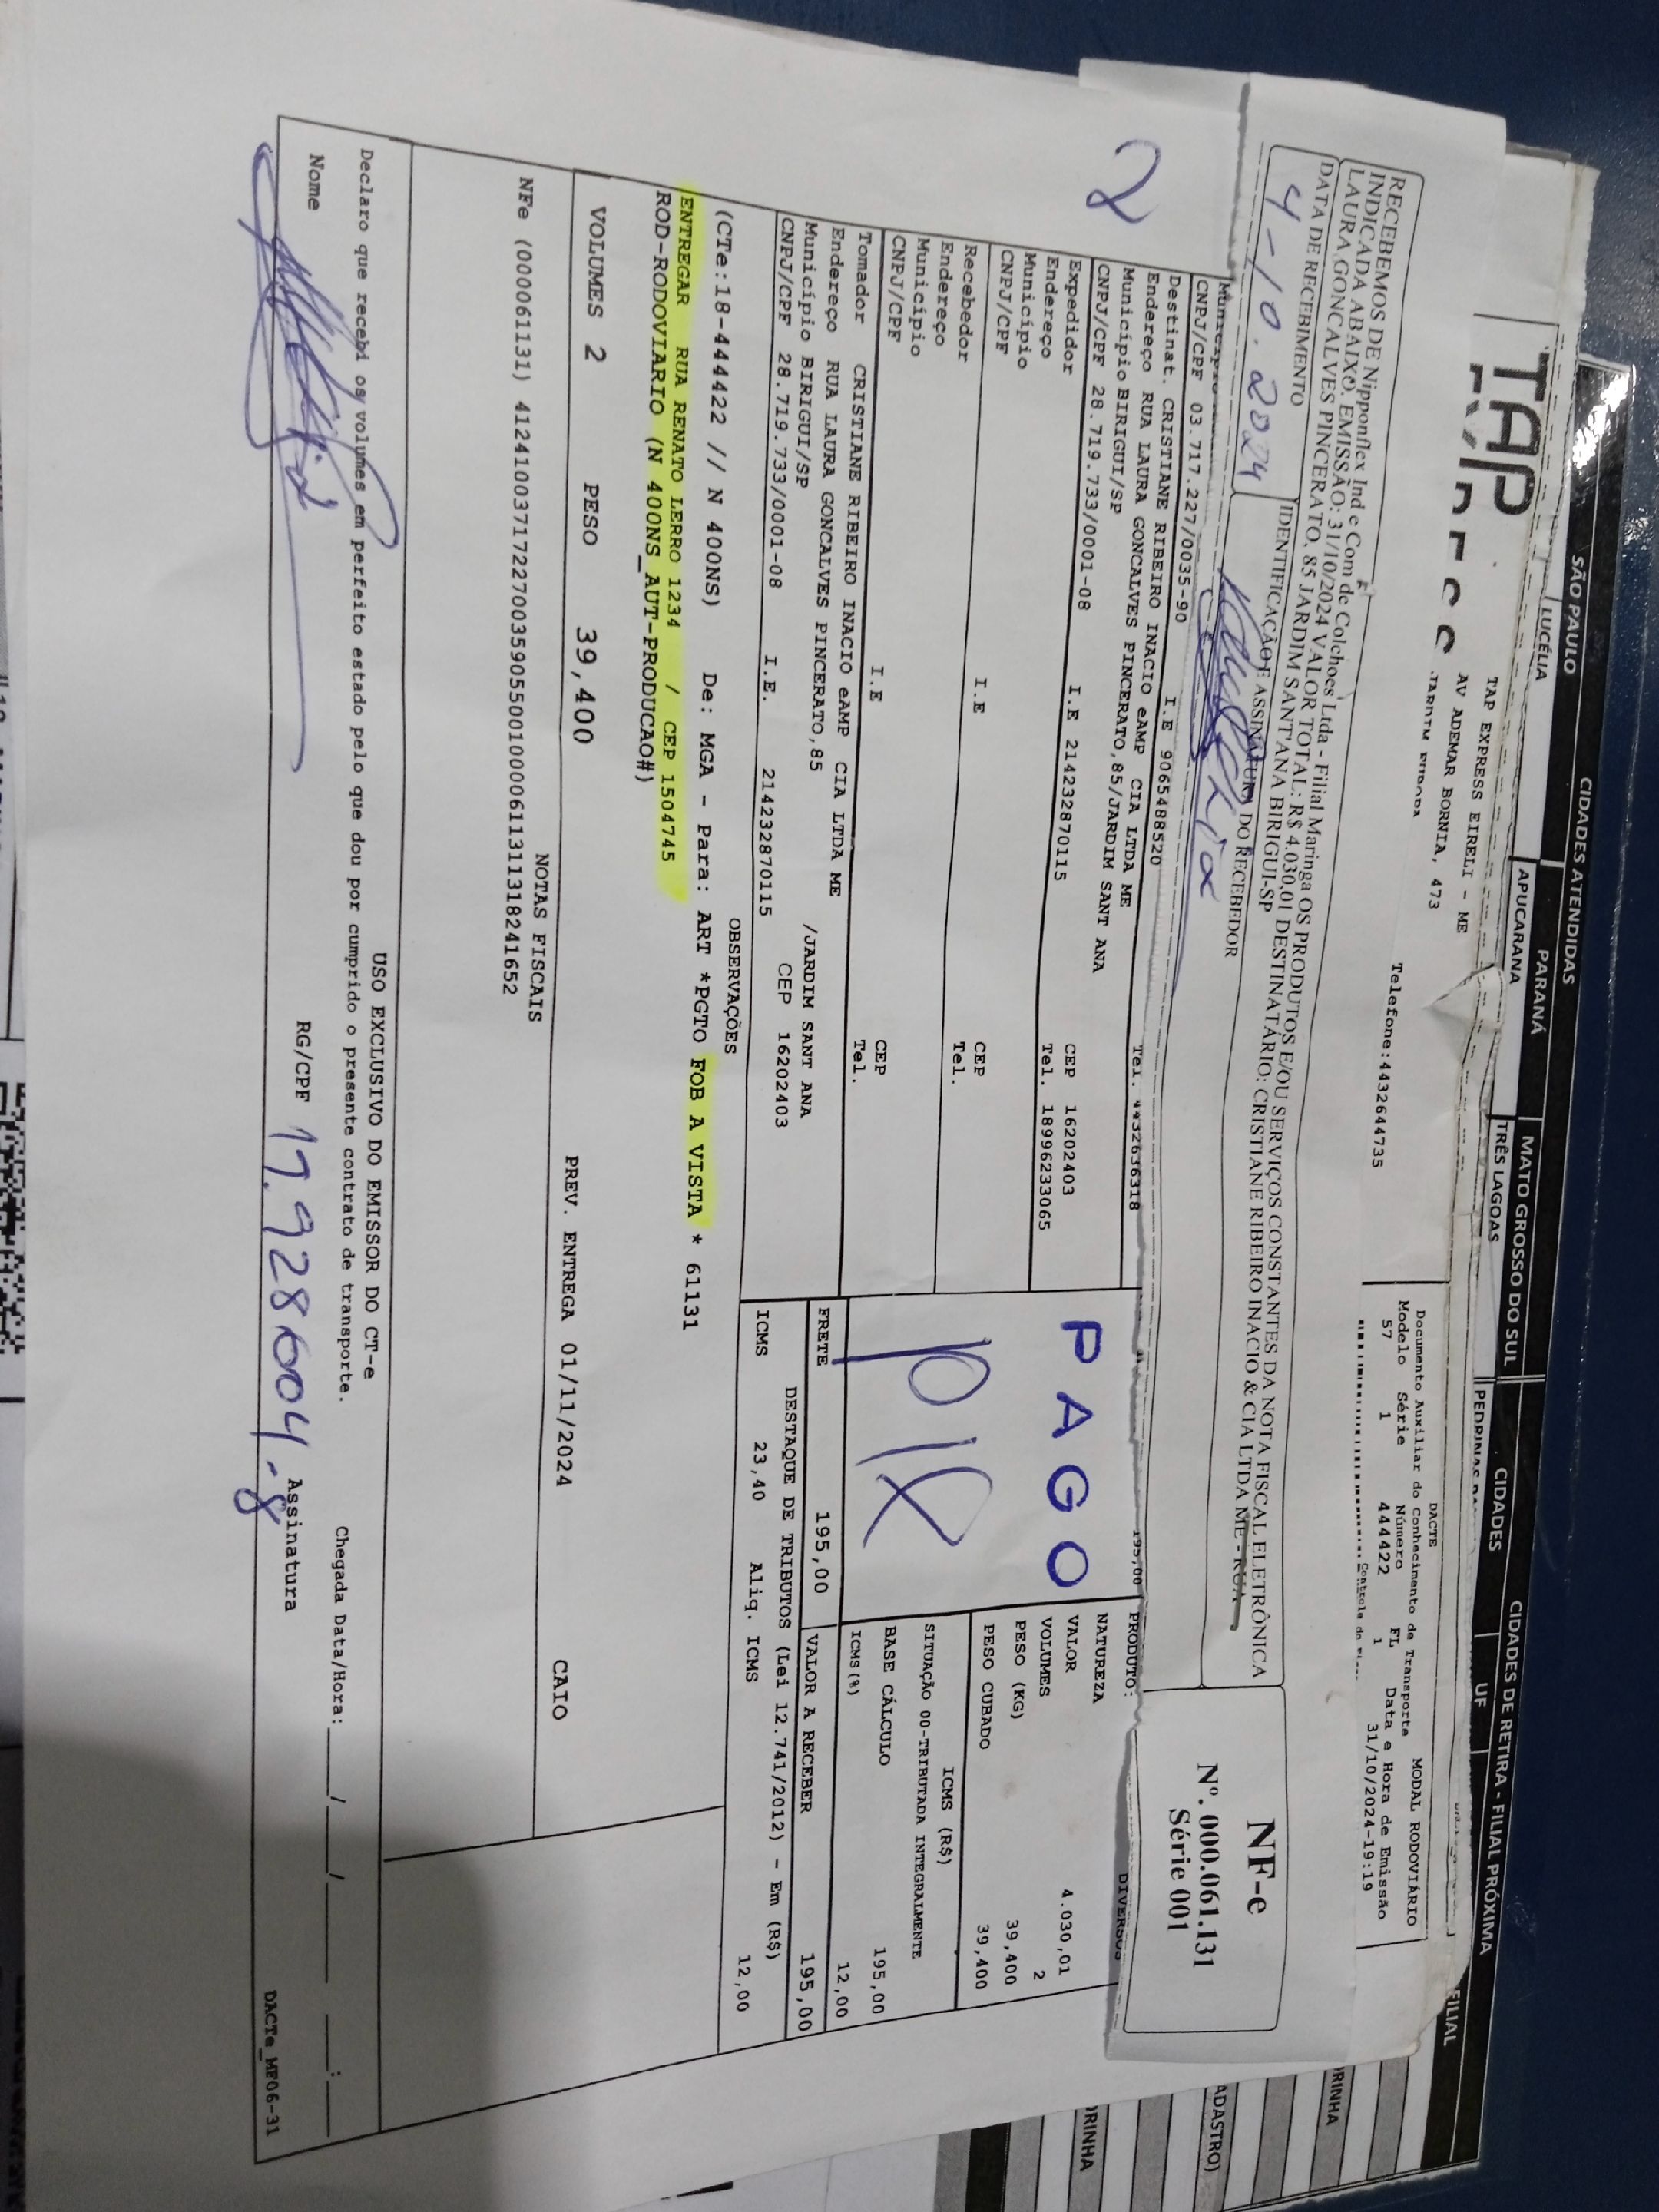 SÃO PAULO
CIDADES ATENDIDAS
PARANÁ
MATO GROSSO DO SUL
CIDADES
CIDADES DE RETIRA - FILIAL PRÓXIMA
LUCÉLIA
APUCARANA
TRÊS LAGOAS
UF
FILIAL
TAP
TAP EXPRESS EIRELI - ME
AV ADEMAR BORNIA, 473
Telefone:4432644735
DACTE
Documento Auxiliar do Conhecimento de Transporte
MODAL RODOVIÁRIO
Modelo Série Número FL Data e Hora de Emissão
57 1 444422 1 31/10/2024-19:19
RECEBEMOS DE Nipponflex Ind e Com de Colchoes Ltda - Filial Maringa OS PRODUTOS E/OU SERVIÇOS CONSTANTES DA NOTA FISCAL ELETRÔNICA
INDICADA ABAIXO. EMISSÃO: 31/10/2024 VALOR TOTAL: R$ 4.030,01 DESTINATÁRIO: CRISTIANE RIBEIRO INACIO & CIA LTDA ME - RUA
LAURA GONCALVES PINCERATO, 85 JARDIM SANT'ANA BIRIGUI-SP
DATA DE RECEBIMENTO
IDENTIFICAÇÃO E ASSINATURA DO RECEBEDOR
4-10.2024
NF-e
Nº. 000.061.131
Série 001
2
CNPJ/CPF 03.717.227/0035-90 I.E 9065488520 Tel. 4432636318
Destinat. CRISTIANE RIBEIRO INACIO eAMP CIA LTDA ME
Endereço RUA LAURA GONCALVES PINCERATO,85/JARDIM SANT ANA
Município BIRIGUI/SP CEP 16202403
CNPJ/CPF 28.719.733/0001-08 I.E 214232870115 Tel. 18996233065
Expedidor
Endereço
Município CEP
CNPJ/CPF I.E Tel.
Recebedor
Endereço
Município CEP
CNPJ/CPF I.E Tel.
Tomador CRISTIANE RIBEIRO INACIO eAMP CIA LTDA ME
Endereço RUA LAURA GONCALVES PINCERATO,85 /JARDIM SANT ANA
Município BIRIGUI/SP CEP 16202403
CNPJ/CPF 28.719.733/0001-08 I.E. 214232870115
195,00
PAGO
PIX
PRODUTO: DIVERSOS
NATUREZA
VALOR 4.030,01
VOLUMES 2
PESO (KG) 39,400
PESO CUBADO 39,400
ICMS (R$)
SITUAÇÃO 00-TRIBUTADA INTEGRALMENTE
BASE CÁLCULO 195,00
ICMS(%) 12,00
FRETE 195,00
VALOR A RECEBER 195,00
DESTAQUE DE TRIBUTOS (Lei 12.741/2012) - Em (R$)
ICMS 23,40 Aliq. ICMS 12,00
OBSERVAÇÕES
(CTe:18-444422 // N 400NS) De: MGA - Para: ART *PGTO FOB A VISTA * 61131
ENTREGAR RUA RENATO LERRO 1234 / CEP 1504745
ROD-RODOVIARIO (N 400NS_AUT-PRODUCAO#)
VOLUMES 2 PESO 39,400 PREV. ENTREGA 01/11/2024 CAIO
NOTAS FISCAIS
NFe (000061131) 41241003717227003590550010000611311318241652
USO EXCLUSIVO DO EMISSOR DO CT-e
Declaro que recebi os volumes em perfeito estado pelo que dou por cumprido o presente contrato de transporte.
Chegada Data/Hora: ___/___/____ ___:___
Nome RG/CPF 17.928604-8 Assinatura
DACTe_MF06-31